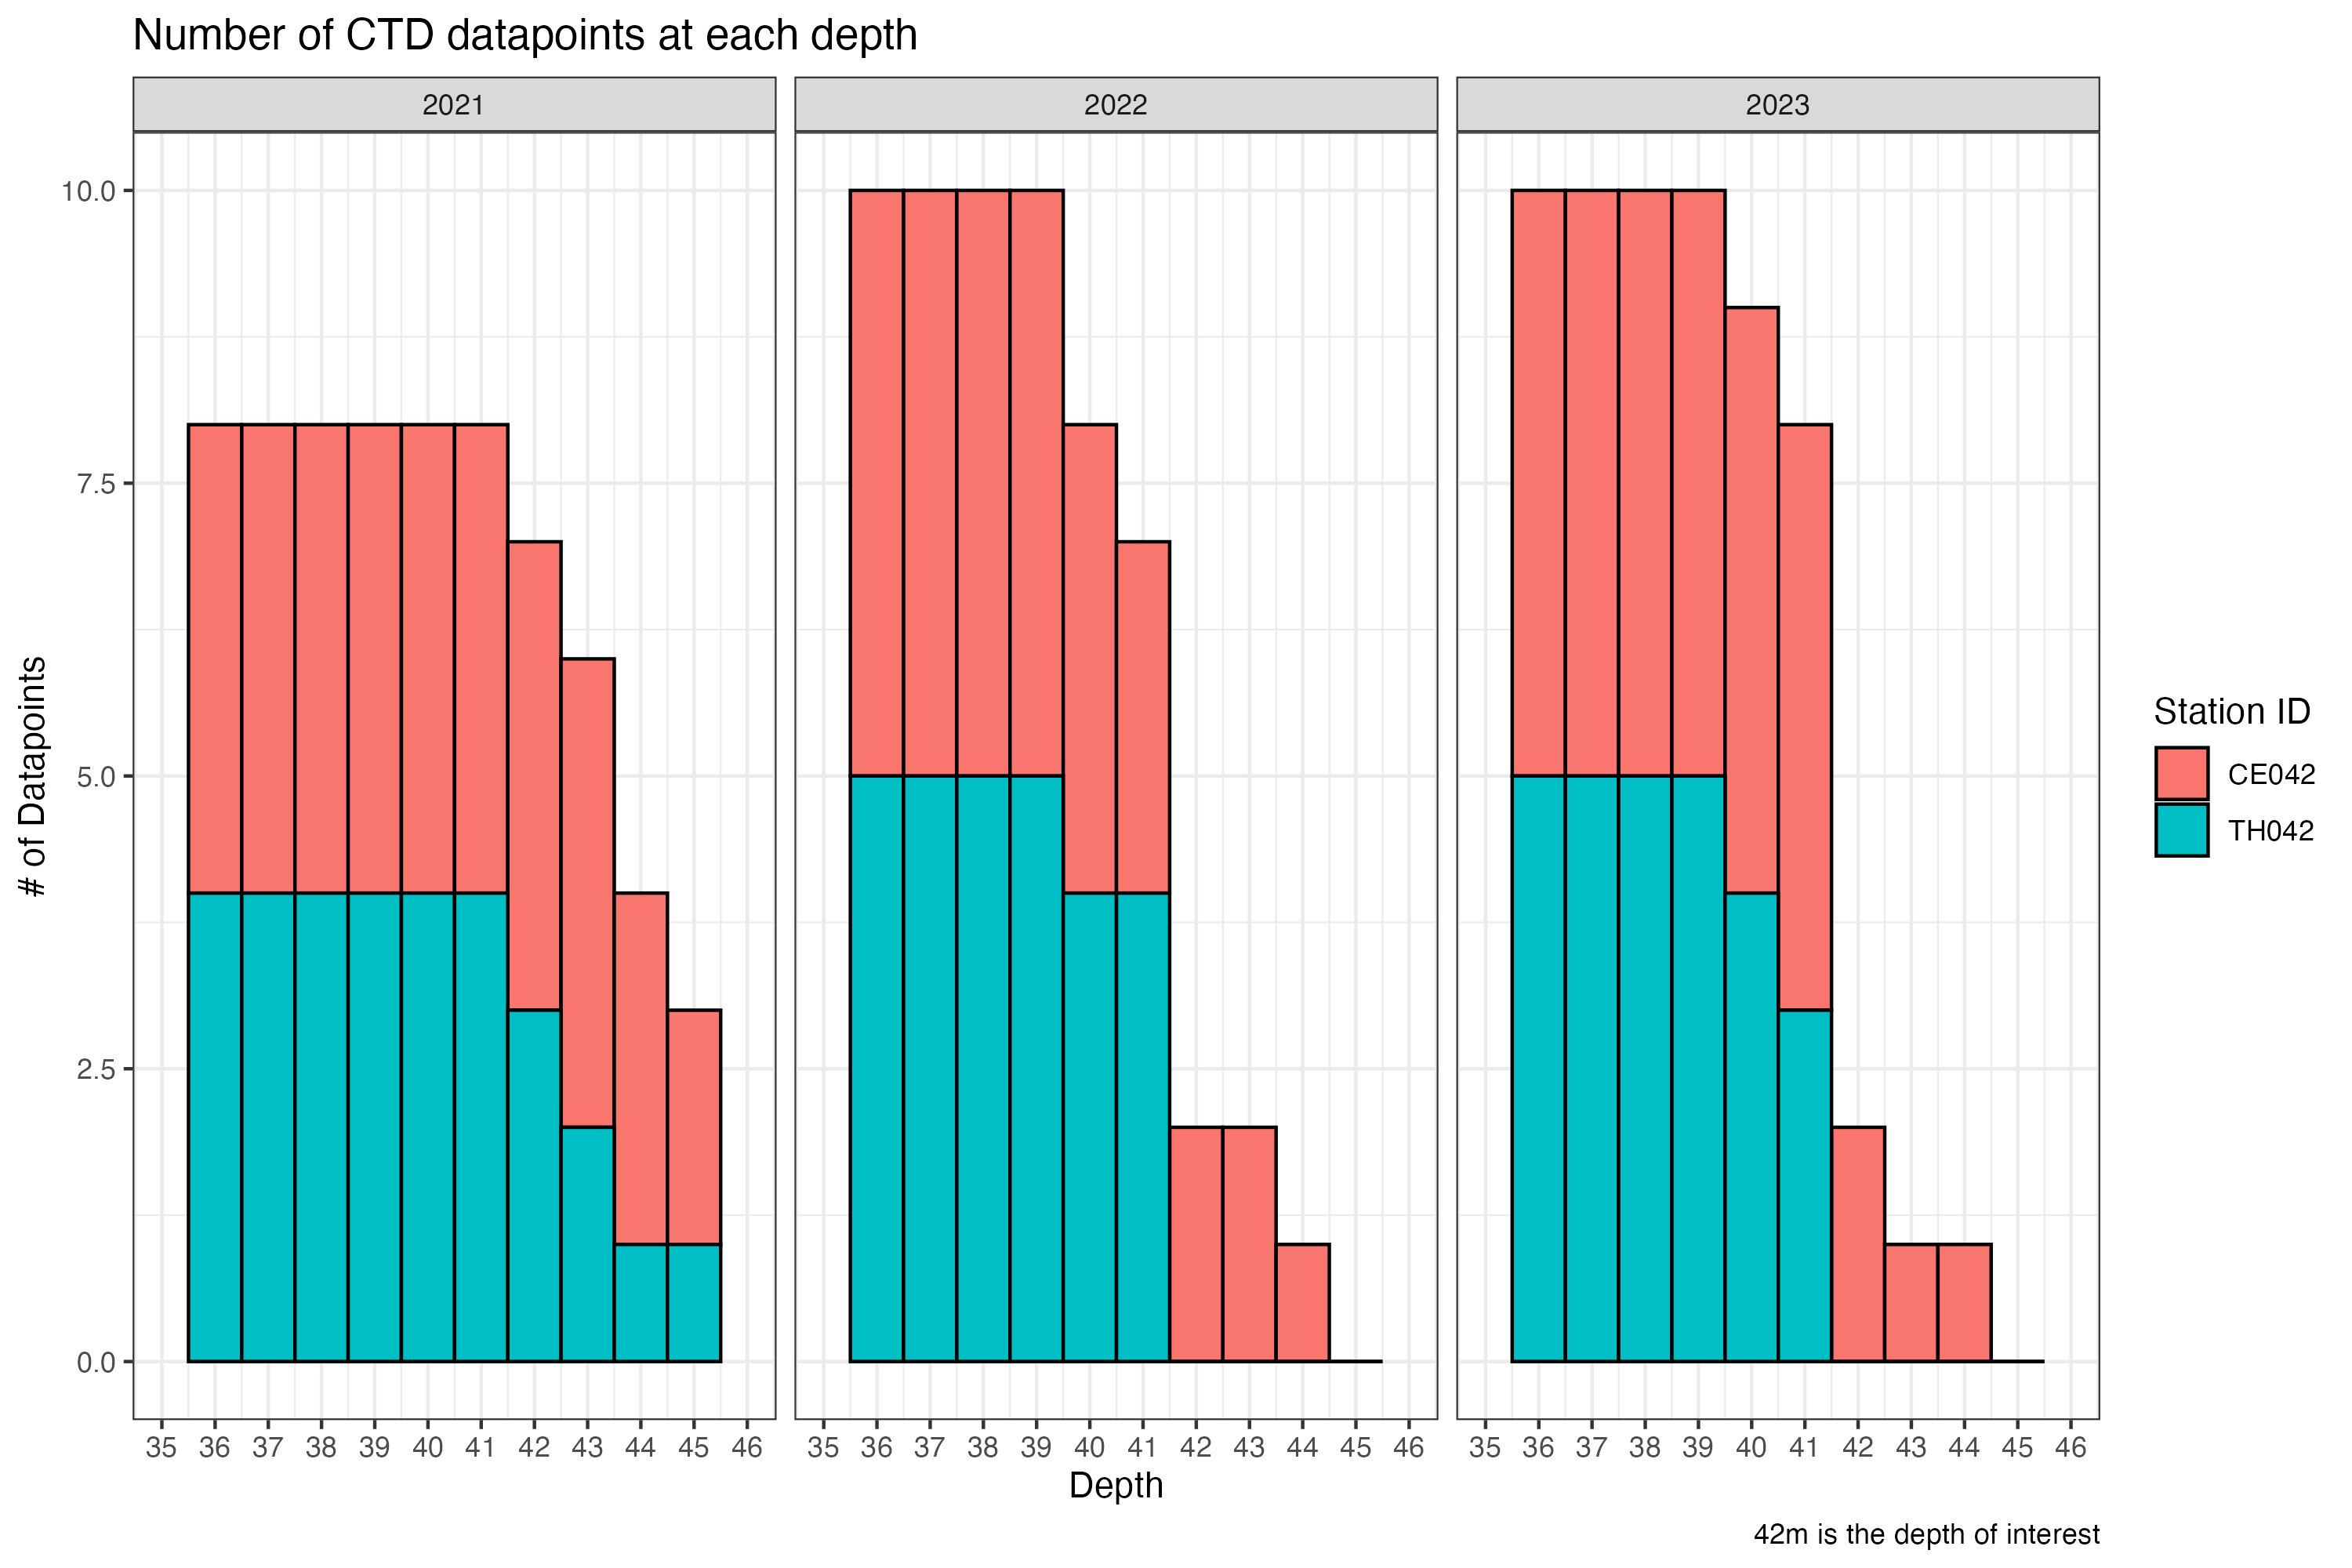 Number of CTD datapoints at each depth
2021 2022 2023
# of Datapoints
10.0
7.5
5.0
2.5
0.0
35 36 37 38 39 40 41 42 43 44 45 46 35 36 37 38 39 40 41 42 43 44 45 46 35 36 37 38 39 40 41 42 43 44 45 46
Depth
Station ID
CE042
TH042
42m is the depth of interest